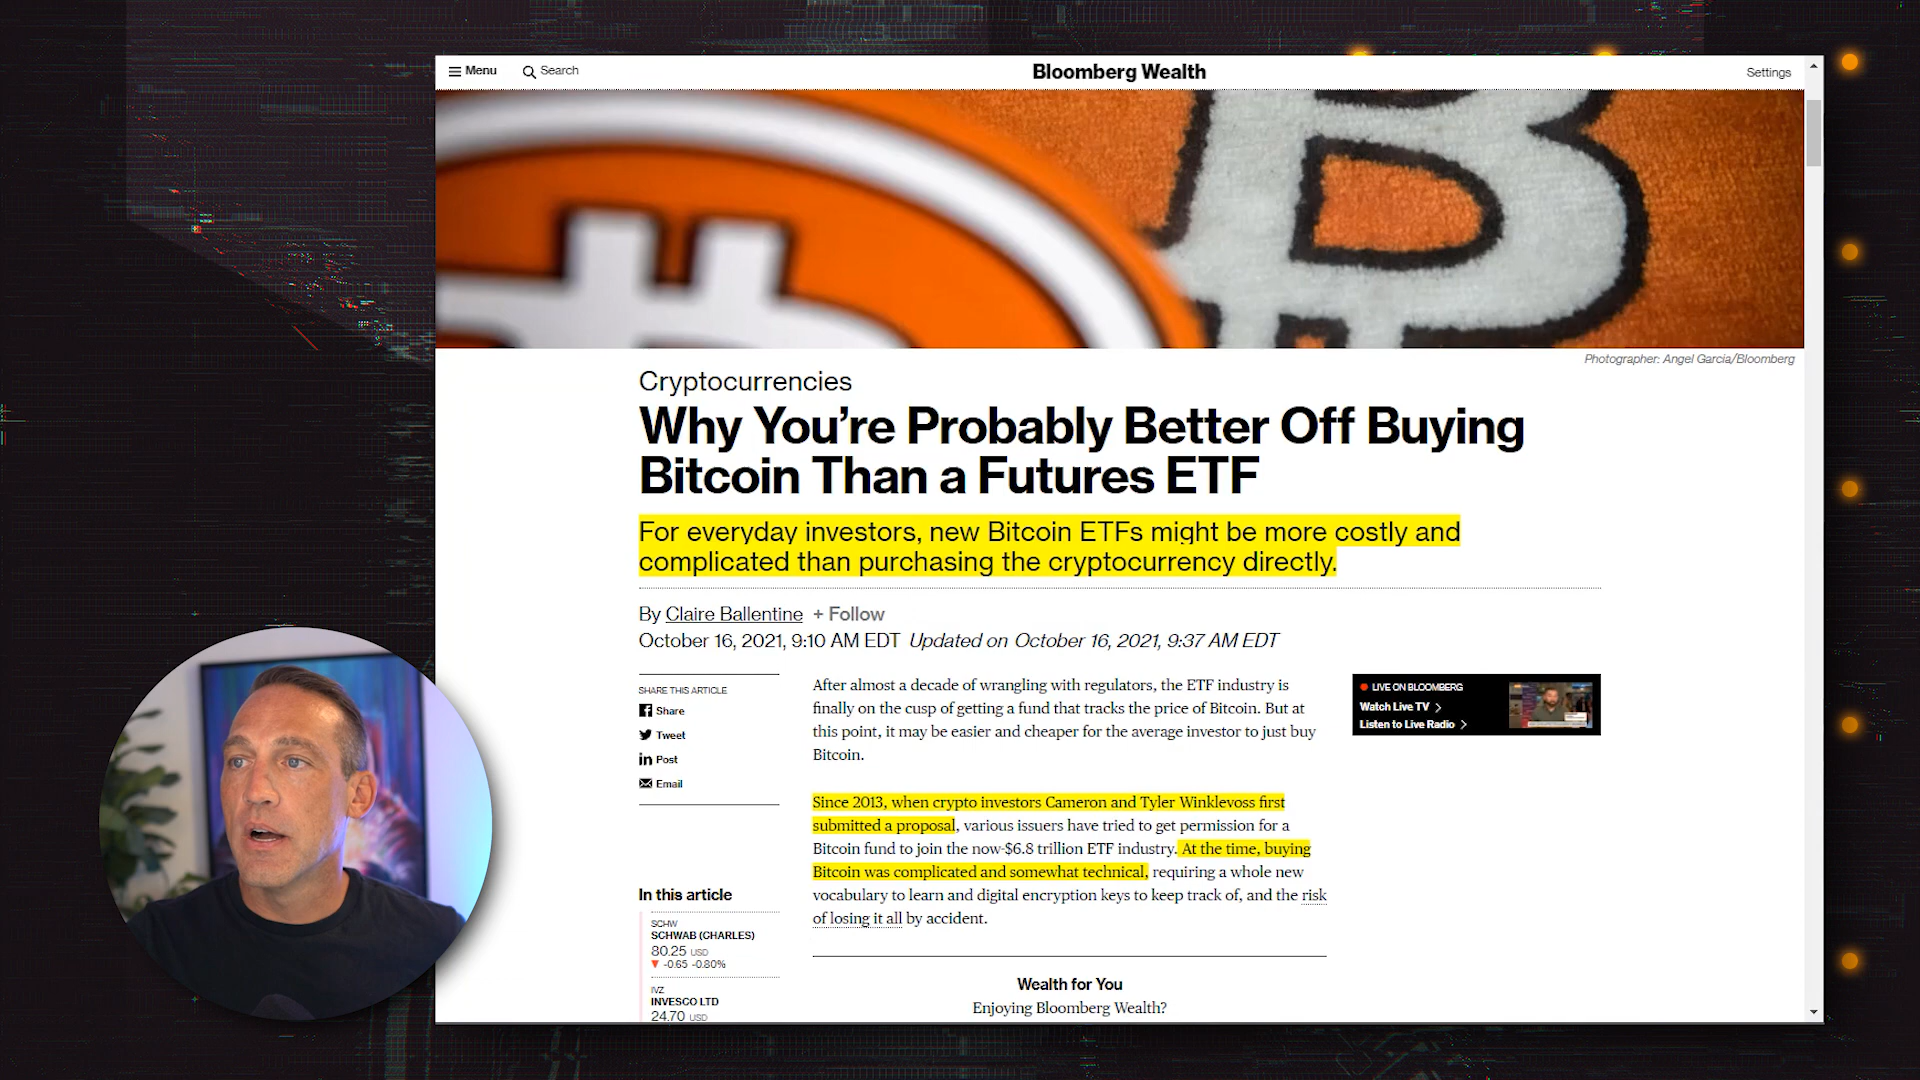 Menu
Search
Bloomberg Wealth
Settings
Photographer: Angel Garcia/Bloomberg
Cryptocurrencies
Why You're Probably Better Off Buying
Bitcoin Than a Futures ETF
For everyday investors, new Bitcoin ETFs might be more costly and
complicated than purchasing the cryptocurrency directly.
By Claire Ballentine + Follow
October 16, 2021, 9:10 AM EDT Updated on October 16, 2021, 9:37 AM EDT
SHARE THIS ARTICLE
Share
Tweet
Post
Email
After almost a decade of wrangling with regulators, the ETF industry is
finally on the cusp of getting a fund that tracks the price of Bitcoin. But at
this point, it may be easier and cheaper for the average investor to just buy
Bitcoin.
Since 2013, when crypto investors Cameron and Tyler Winklevoss first
submitted a proposal, various issuers have tried to get permission for a
Bitcoin fund to join the now-$6.8 trillion ETF industry. At the time, buying
Bitcoin was complicated and somewhat technical, requiring a whole new
vocabulary to learn and digital encryption keys to keep track of, and the risk
of losing it all by accident.
LIVE ON BLOOMBERG
Watch Live TV
Listen to Live Radio
In this article
SCHW
SCHWAB (CHARLES)
80.25 USD
-0.65 -0.80%
IVZ
INVESCO LTD
24.70 USD
Wealth for You
Enjoying Bloomberg Wealth?